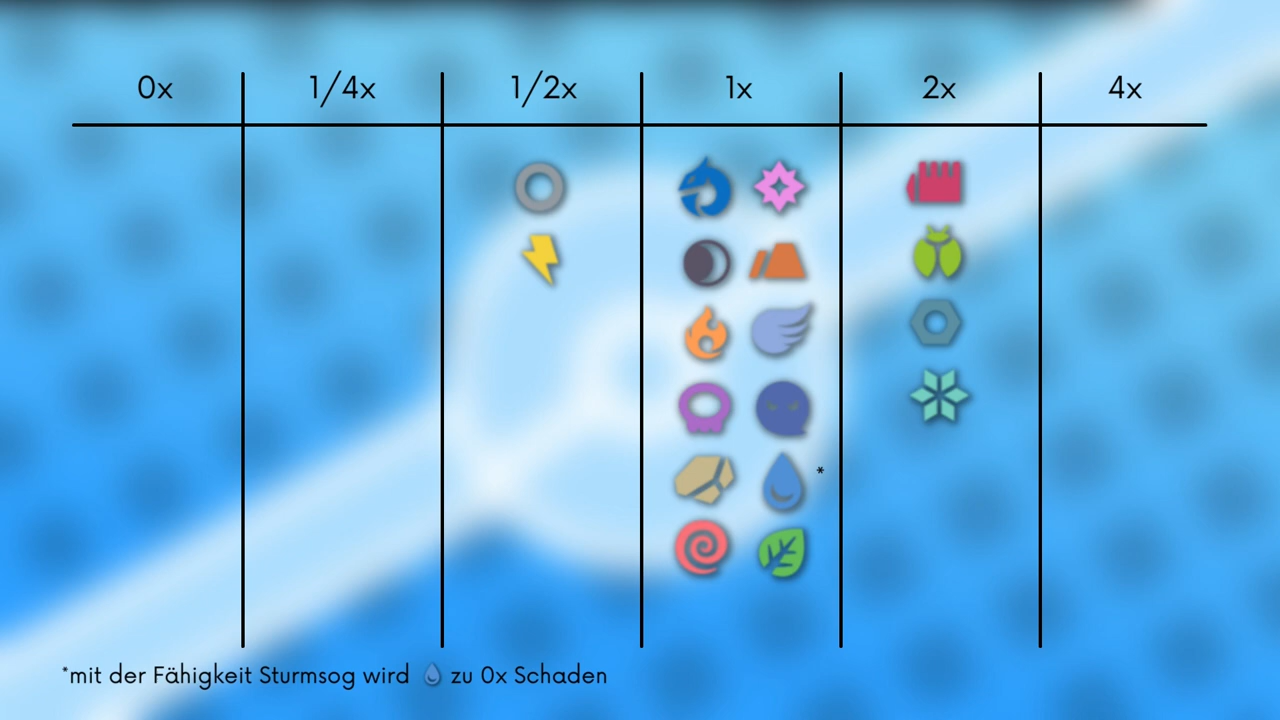 0x 1/4x 1/2x 1x 2x 4x
*
*mit der Fähigkeit Sturmsog wird zu 0x Schaden